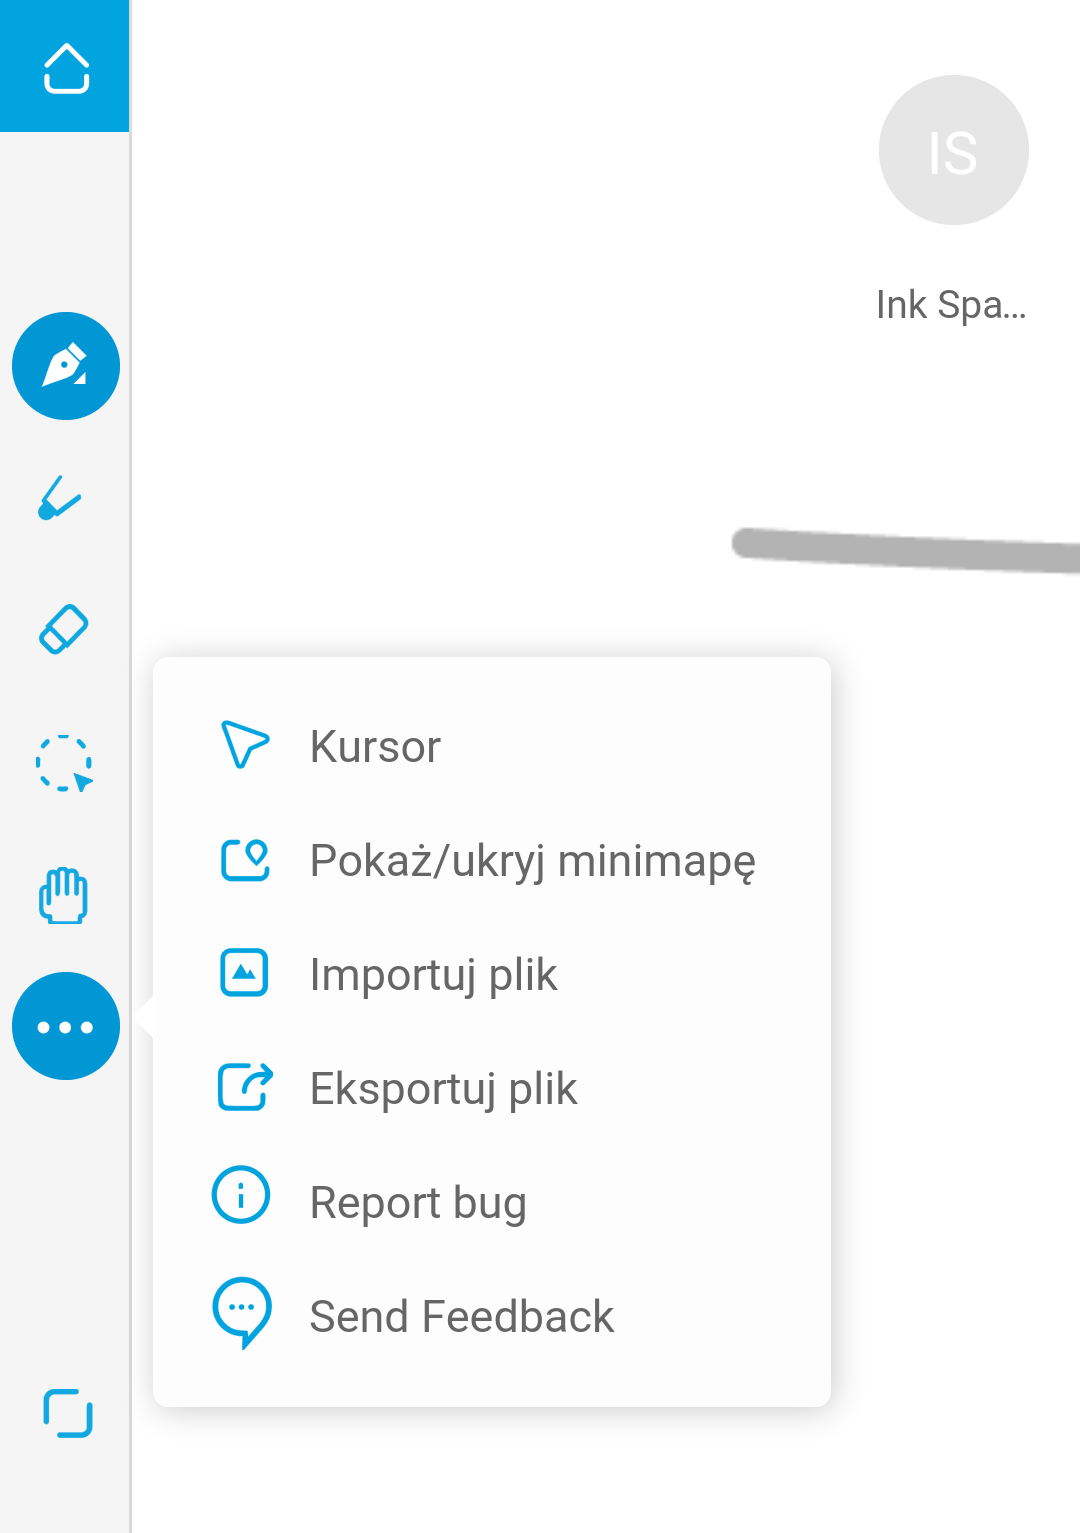 IS
Ink Spa...
Kursor
Pokaż/ukryj minimapę
Importuj plik
Eksportuj plik
Report bug
Send Feedback